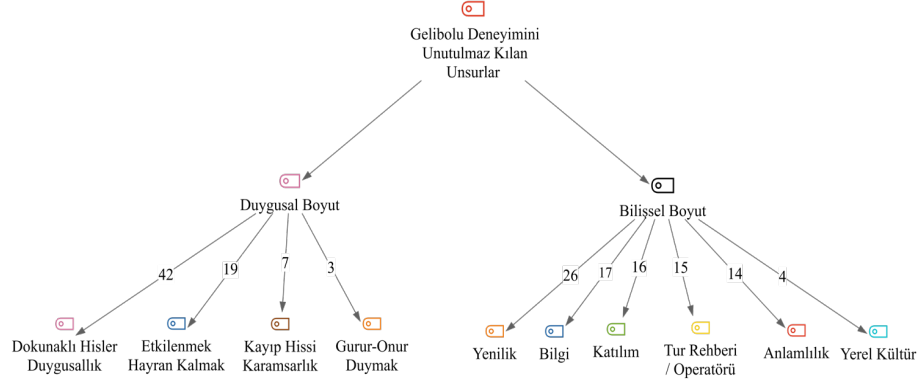 Gelibolu Deneyimini
Unutulmaz Kılan
Unsurlar
Duygusal Boyut
Bilişsel Boyut
42
19
7
3
26
17
16
15
14
4
Dokunaklı Hisler
Duygusallık
Etkilenmek
Hayran Kalmak
Kayıp Hissi
Karamsarlık
Gurur-Onur
Duymak
Yenilik
Bilgi
Katılım
Tur Rehberi
/ Operatörü
Anlamlılık
Yerel Kültür